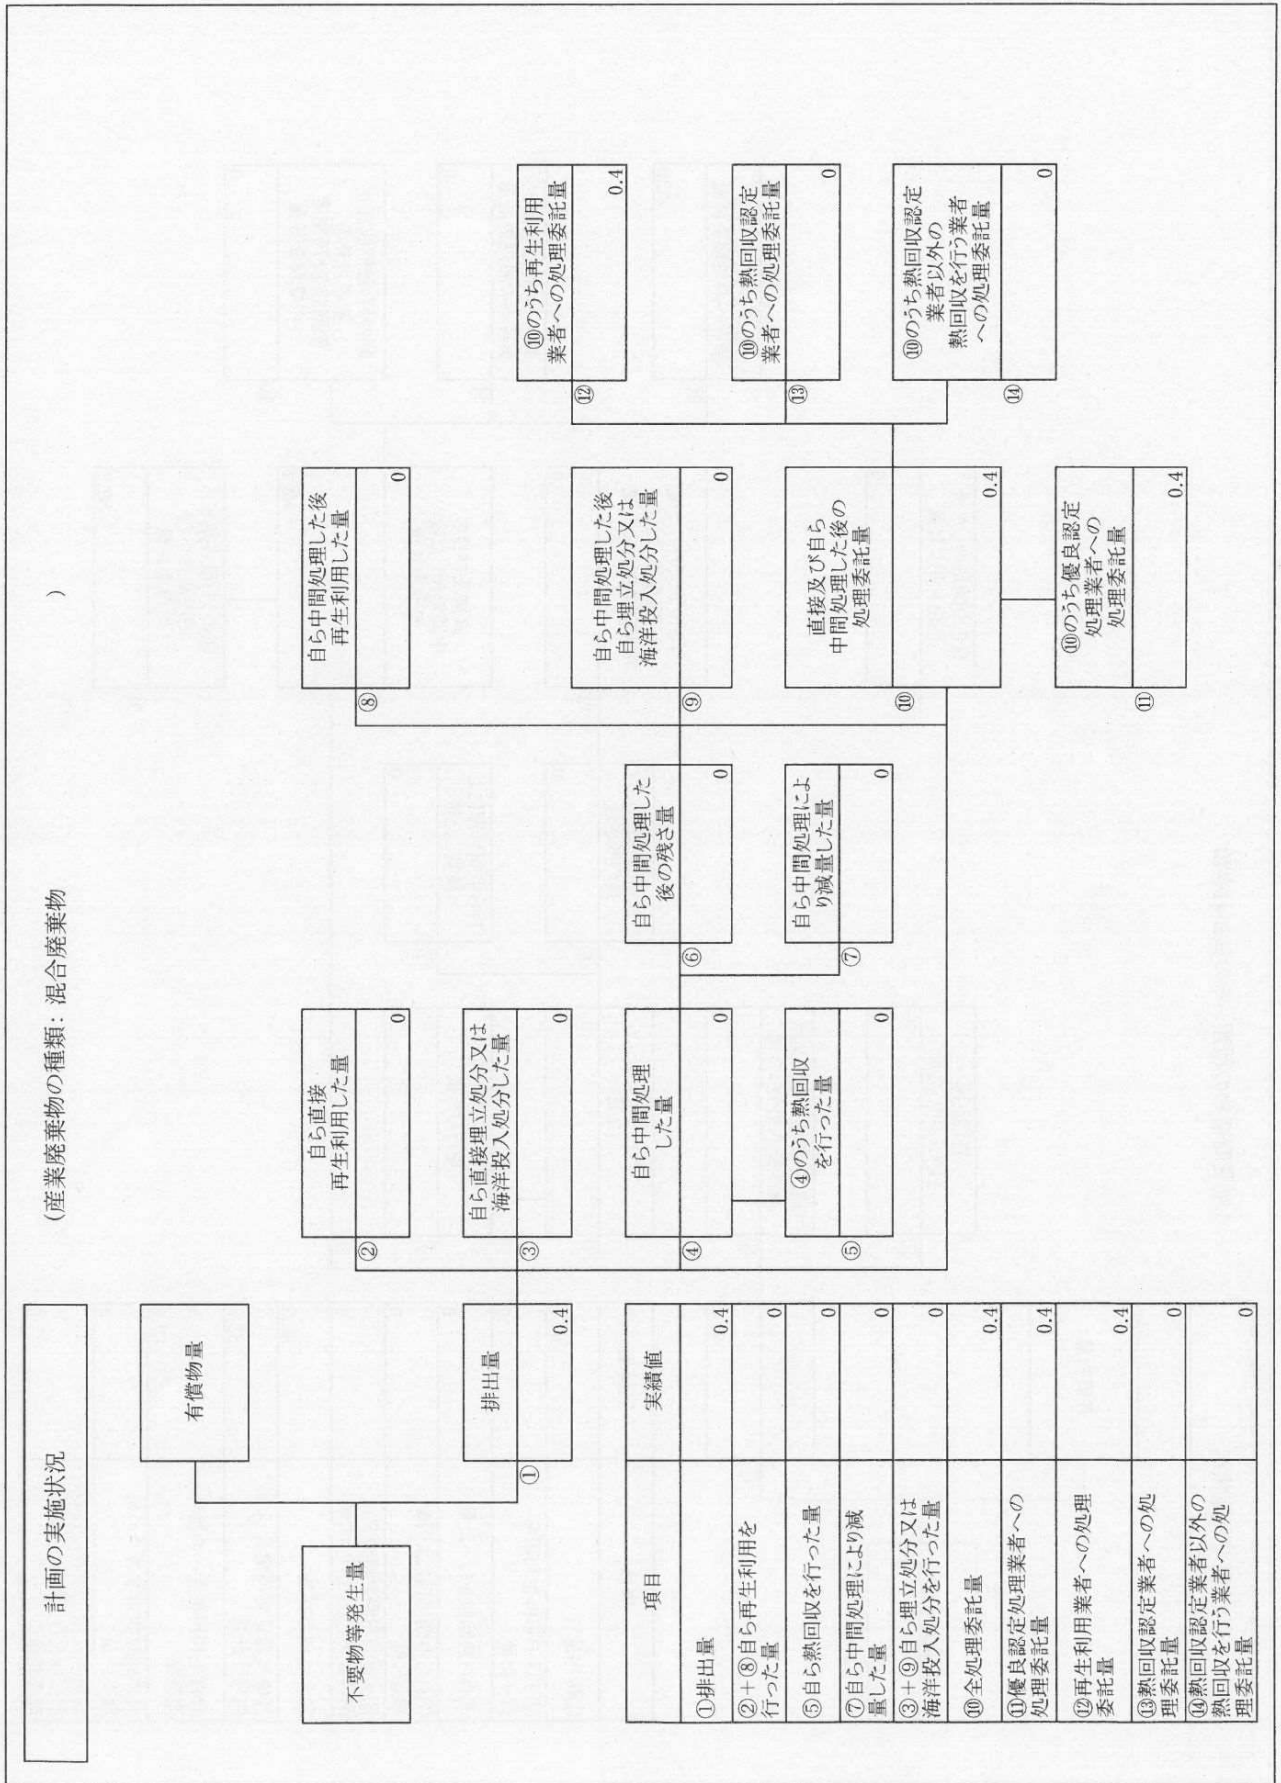 計画の実施状況
(産業廃棄物の種類：混合廃棄物
)
不要物等発生量
有償物量
①
排出量
0.4
②
自ら直接
再生利用した量
0
③
自ら直接埋立処分又は
海洋投入処分した量
0
④
自ら中間処理
した量
0
⑤
④のうち熱回収
を行った量
0
⑥
自ら中間処理した
後の残さ量
0
⑦
自ら中間処理によ
り減量した量
0
⑧
自ら中間処理した後
再生利用した量
0
⑨
自ら中間処理した後
自ら埋立処分又は
海洋投入処分した量
0
⑩
直接及び自ら
中間処理した後の
処理委託量
0.4
⑪
⑩のうち優良認定
処理業者への
処理委託量
0.4
⑫
⑩のうち再生利用
業者への処理委託量
0.4
⑬
⑩のうち熱回収認定
業者への処理委託量
0
⑭
⑩のうち熱回収認定
業者以外の
熱回収を行う業者
への処理委託量
0
項目 実績値
①排出量 0.4
②+⑧自ら再生利用を
行った量 0
⑤自ら熱回収を行った量 0
⑦自ら中間処理により減
量した量 0
③+⑨自ら埋立処分又は
海洋投入処分を行った量 0
⑩全処理委託量 0.4
⑪優良認定処理業者への
処理委託量 0.4
⑫再生利用業者への処理
委託量 0.4
⑬熱回収認定業者への処
理委託量 0
⑭熱回収認定業者以外の
熱回収を行う業者への処
理委託量 0